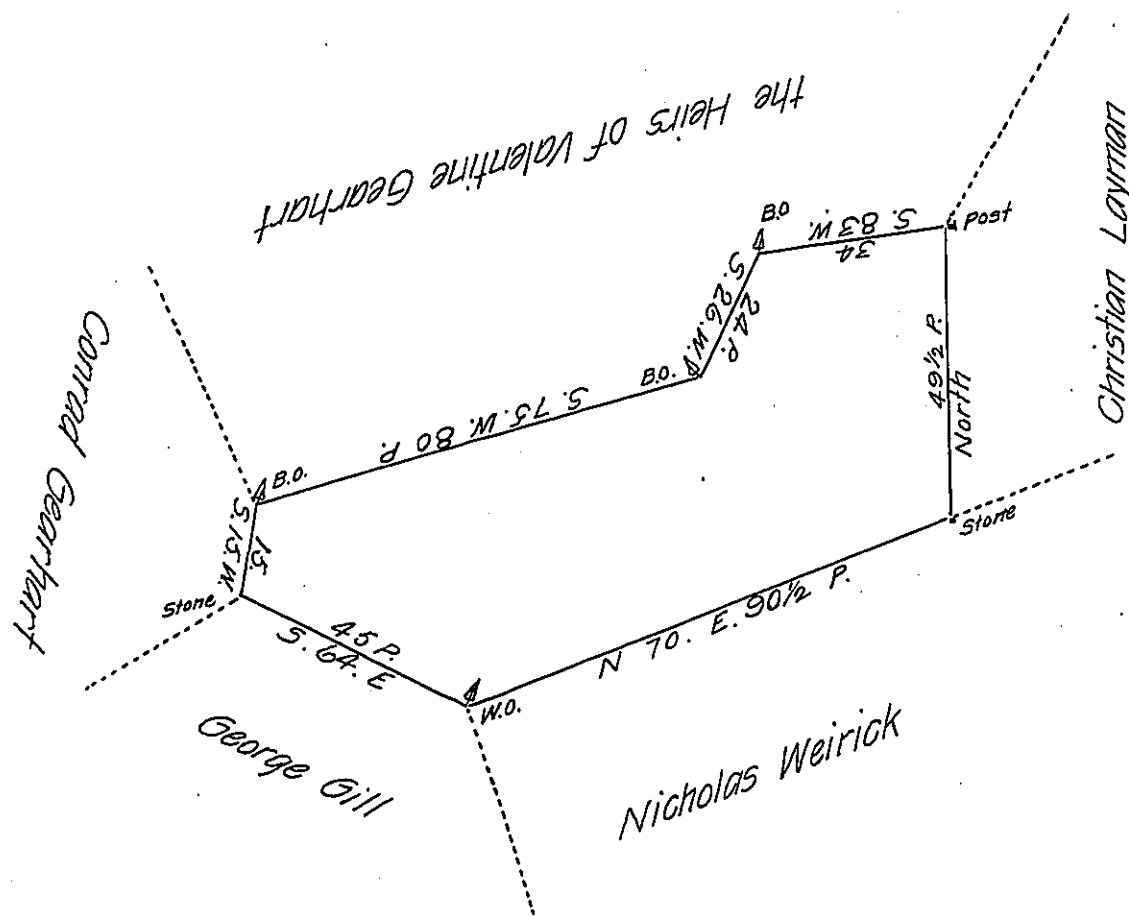 the Heirs of Valentine Gearhart
Christian Layman
Conrad Gearhart
George Gill
Nicholas Weirick
B.O
S. 83 W.
34
Post
S. 26. W.
24 P.
B.O.
S. 75. W. 80 P.
B.O.
S. 15. W.
15.
Stone
45 P.
S. 64. E
W.O.
N 70. E. 90½ P.
Stone
49½ P.
North